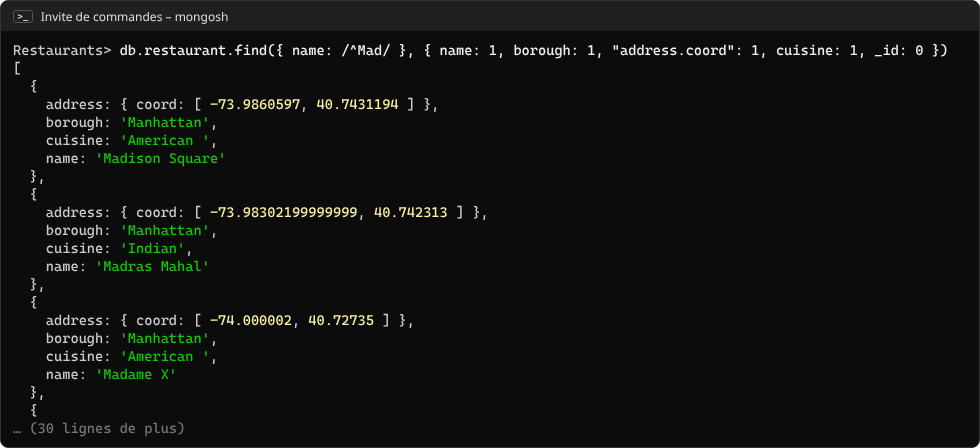 >_ Invite de commandes – mongosh
Restaurants> db.restaurant.find({ name: /^Mad/ }, { name: 1, borough: 1, "address.coord": 1, cuisine: 1, _id: 0 })
[
  {
    address: { coord: [ -73.9860597, 40.7431194 ] },
    borough: 'Manhattan',
    cuisine: 'American ',
    name: 'Madison Square'
  },
  {
    address: { coord: [ -73.98302199999999, 40.742313 ] },
    borough: 'Manhattan',
    cuisine: 'Indian',
    name: 'Madras Mahal'
  },
  {
    address: { coord: [ -74.000002, 40.72735 ] },
    borough: 'Manhattan',
    cuisine: 'American ',
    name: 'Madame X'
  },
  {
… (30 lignes de plus)